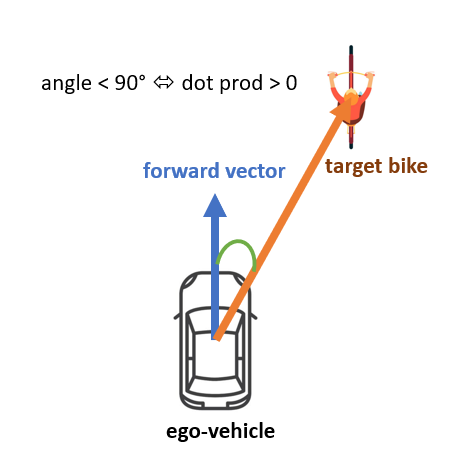 angle < 90° ⇔ dot prod > 0
forward vector
target bike
ego-vehicle